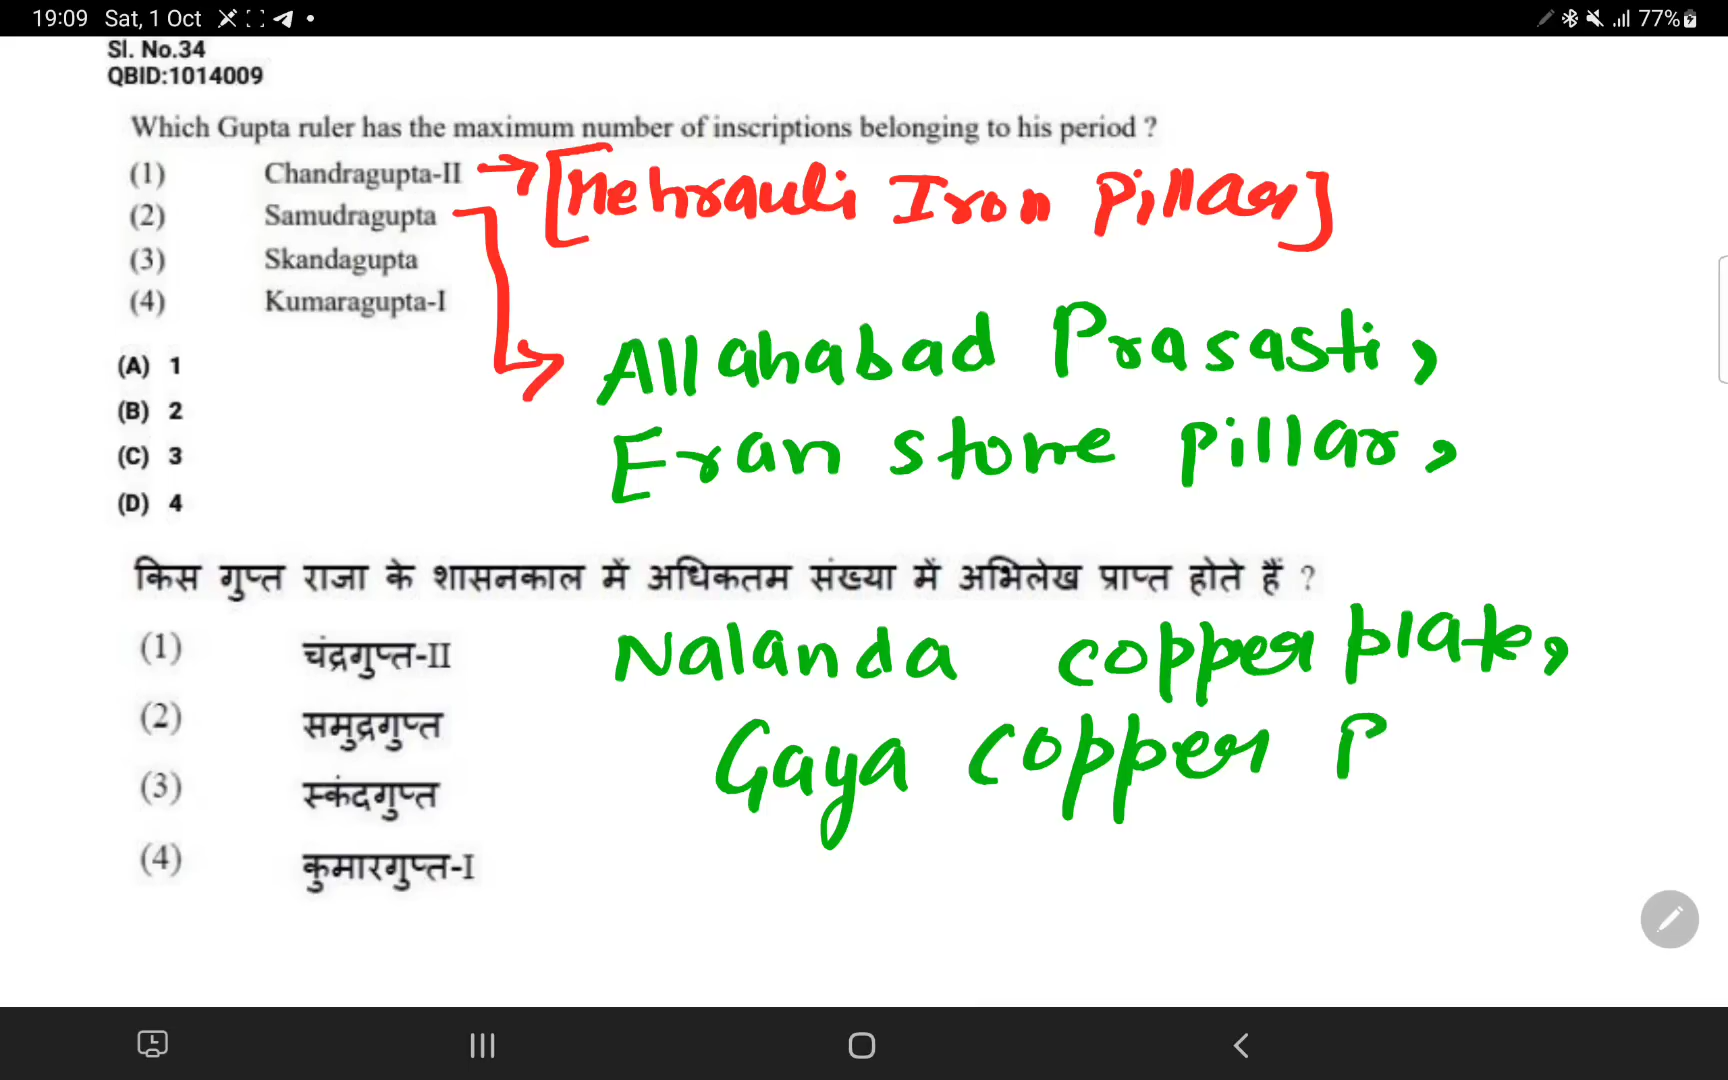 19:09 Sat, 1 Oct
77%
Sl. No.34
QBID:1014009
Which Gupta ruler has the maximum number of inscriptions belonging to his period ?
(1) Chandragupta-II → [Mehrauli Iron Pillar]
(2) Samudragupta
(3) Skandagupta
(4) Kumaragupta-I
Allahabad Prasasti,
(A) 1
(B) 2
Eran stone pillar,
(C) 3
(D) 4
किस गुप्त राजा के शासनकाल में अधिकतम संख्या में अभिलेख प्राप्त होते हैं ?
(1) चंद्रगुप्त-II
Nalanda copper plate,
(2) समुद्रगुप्त
Gaya copper P
(3) स्कंदगुप्त
(4) कुमारगुप्त-I